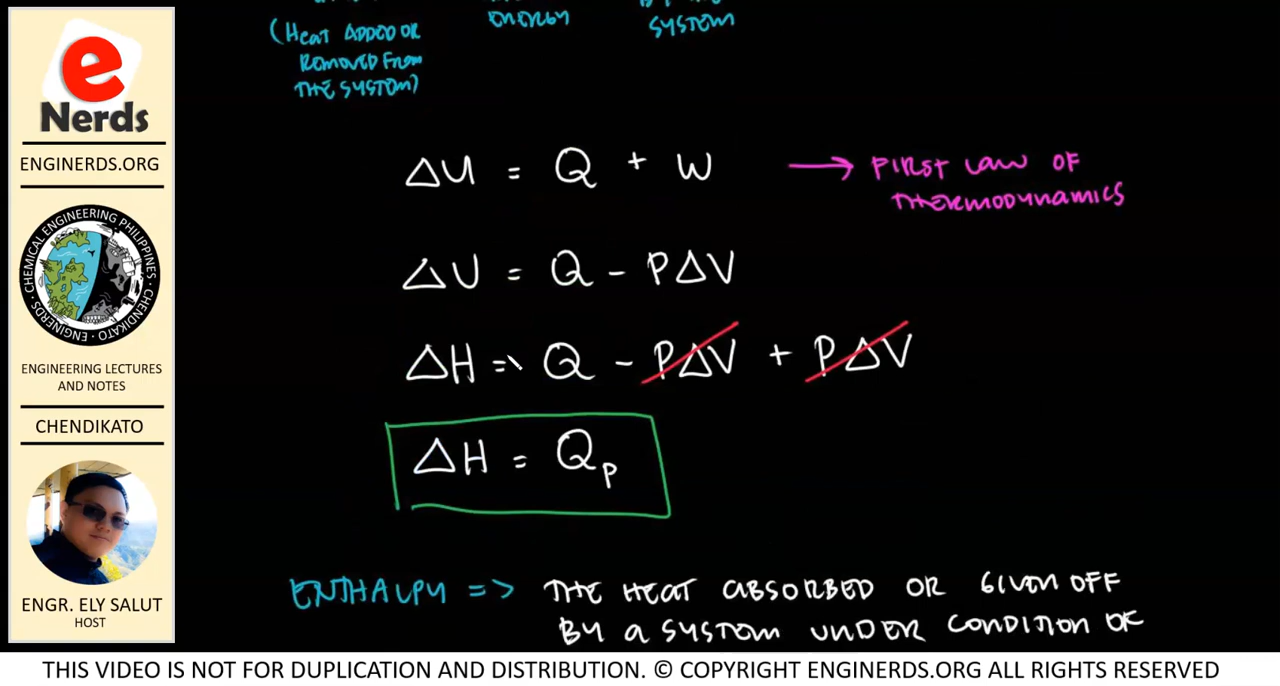 ENERGY
BY THE
SYSTEM
(HEAT ADDED OR
REMOVED FROM
THE SYSTEM)
e
Nerds
ENGINERDS.ORG
CHEMICAL ENGINEERING PHILIPPINES
CHENDIKATO · ENGINERDS
ENGINEERING LECTURES
AND NOTES
CHENDIKATO
ENGR. ELY SALUT
HOST
ΔU = Q + W → FIRST LAW OF
THERMODYNAMICS
ΔU = Q - PΔV
ΔH = Q - PΔV + PΔV
ΔH = Qp
ENTHALPY => THE HEAT ABSORBED OR GIVEN OFF
BY A SYSTEM UNDER CONDITION OF
THIS VIDEO IS NOT FOR DUPLICATION AND DISTRIBUTION. © COPYRIGHT ENGINERDS.ORG ALL RIGHTS RESERVED